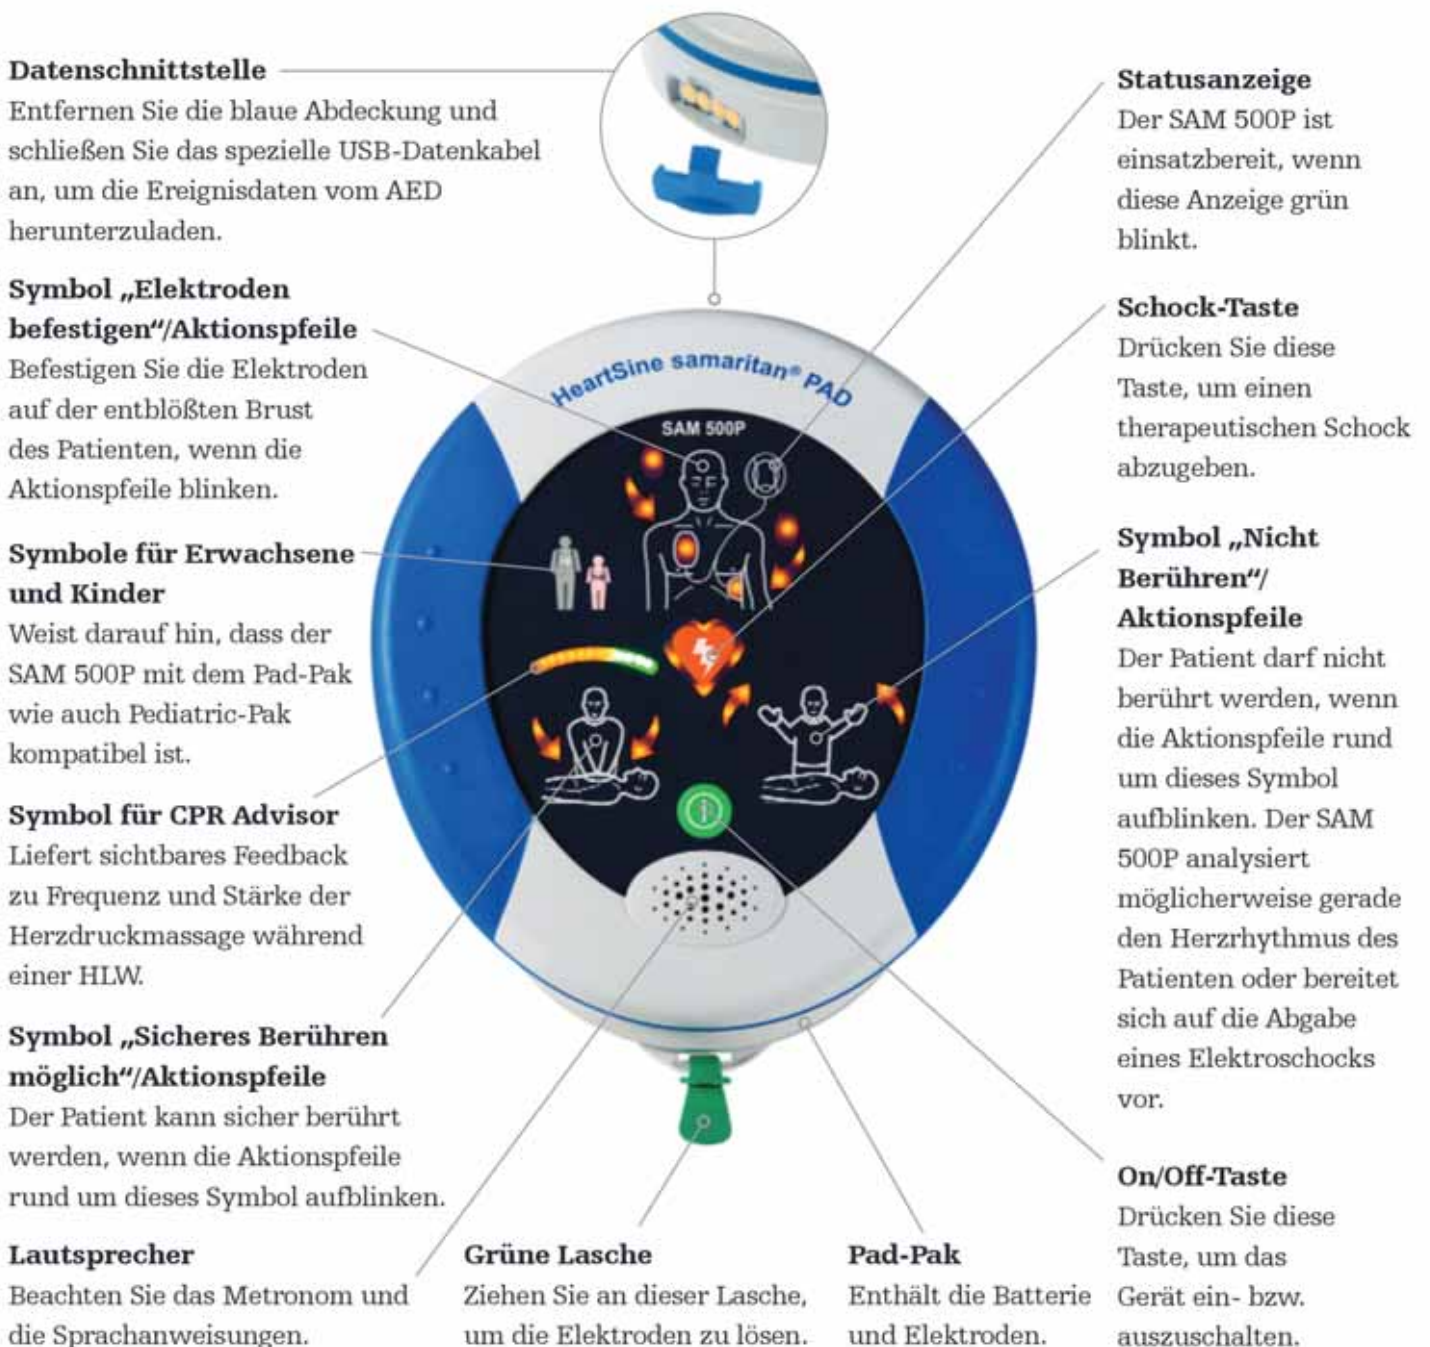 Datenschnittstelle
Entfernen Sie die blaue Abdeckung und
schließen Sie das spezielle USB-Datenkabel
an, um die Ereignisdaten vom AED
herunterzuladen.
Symbol „Elektroden
befestigen“/Aktionspfeile
Befestigen Sie die Elektroden
auf der entblößten Brust
des Patienten, wenn die
Aktionspfeile blinken.
Symbole für Erwachsene
und Kinder
Weist darauf hin, dass der
SAM 500P mit dem Pad-Pak
wie auch Pediatric-Pak
kompatibel ist.
Symbol für CPR Advisor
Liefert sichtbares Feedback
zu Frequenz und Stärke der
Herzdruckmassage während
einer HLW.
Symbol „Sicheres Berühren
möglich“/Aktionspfeile
Der Patient kann sicher berührt
werden, wenn die Aktionspfeile
rund um dieses Symbol aufblinken.
Lautsprecher
Beachten Sie das Metronom und
die Sprachanweisungen.
HeartSine samaritan® PAD
SAM 500P
Grüne Lasche
Ziehen Sie an dieser Lasche,
um die Elektroden zu lösen.
Pad-Pak
Enthält die Batterie
und Elektroden.
Statusanzeige
Der SAM 500P ist
einsatzbereit, wenn
diese Anzeige grün
blinkt.
Schock-Taste
Drücken Sie diese
Taste, um einen
therapeutischen Schock
abzugeben.
Symbol „Nicht
Berühren“/
Aktionspfeile
Der Patient darf nicht
berührt werden, wenn
die Aktionspfeile rund
um dieses Symbol
aufblinken. Der SAM
500P analysiert
möglicherweise gerade
den Herzrhythmus des
Patienten oder bereitet
sich auf die Abgabe
eines Elektroschocks
vor.
On/Off-Taste
Drücken Sie diese
Taste, um das
Gerät ein- bzw.
auszuschalten.